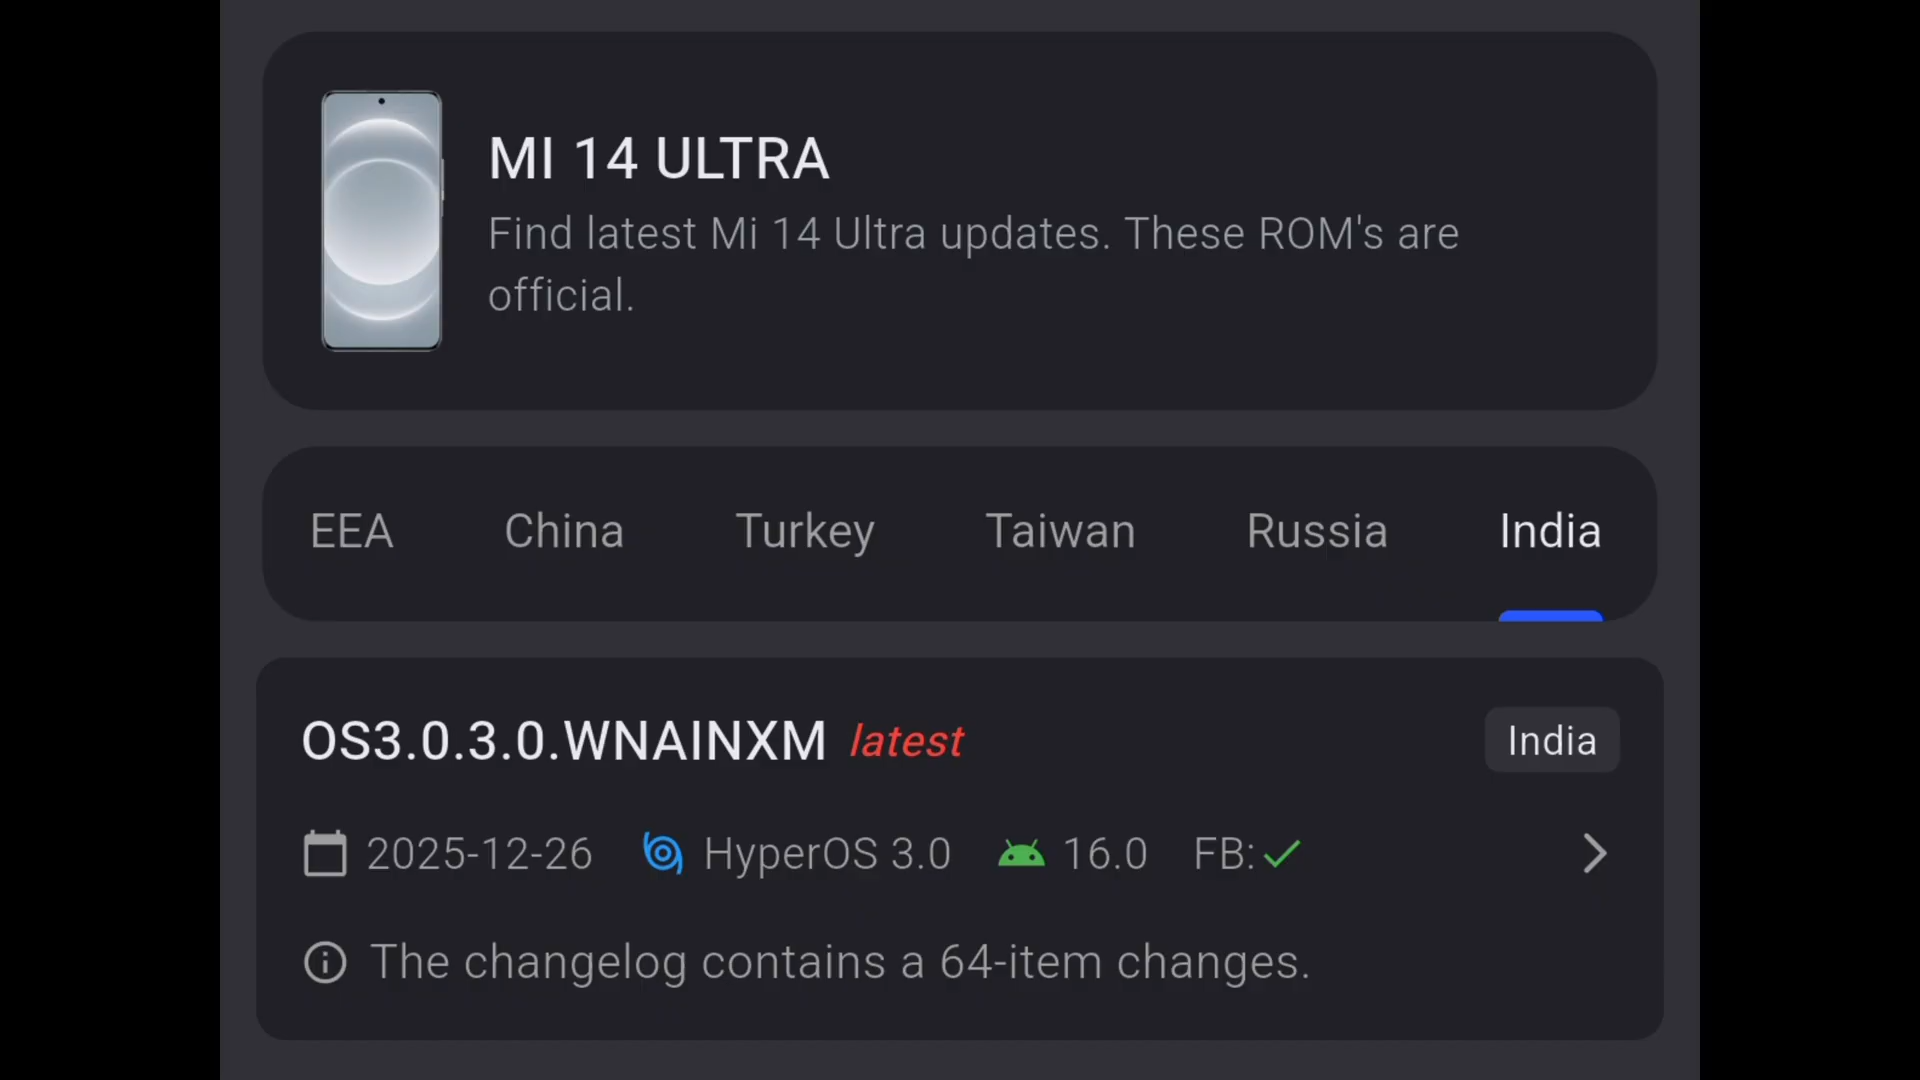 MI 14 ULTRA
Find latest Mi 14 Ultra updates. These ROM's are
official.
EEA China Turkey Taiwan Russia India
OS3.0.3.0.WNAINXM latest India
2025-12-26 HyperOS 3.0 16.0 FB:
The changelog contains a 64-item changes.